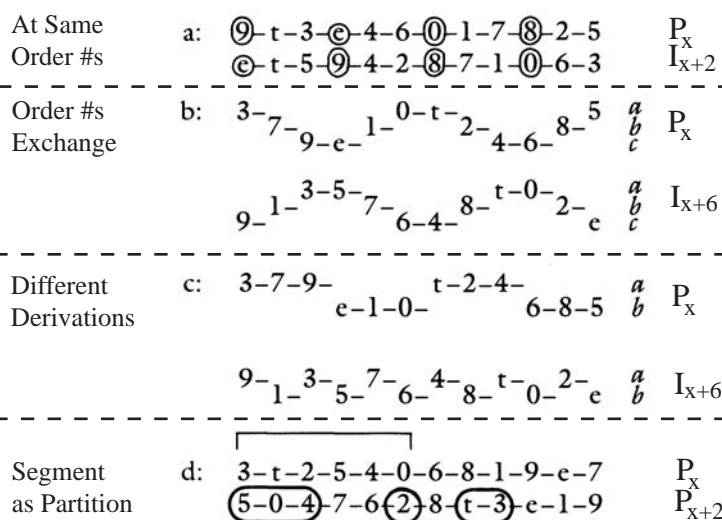 At Same a: 9-t-3-e-4-6-0-1-7-8-2-5 Px
Order #s e-t-5-9-4-2-8-7-1-0-6-3 Ix+2
Order #s b: 3-7-9-e-1-0-t-2-4-6-8-5 a b c Px
Exchange
9-1-3-5-7-6-4-8-t-0-2-e a b c Ix+6
Different c: 3-7-9-e-1-0-t-2-4-6-8-5 a b Px
Derivations
9-1-3-5-7-6-4-8-t-0-2-e a b Ix+6
Segment d: 3-t-2-5-4-0-6-8-1-9-e-7 Px
as Partition 5-0-4-7-6-2-8-t-3-e-1-9 Px+2